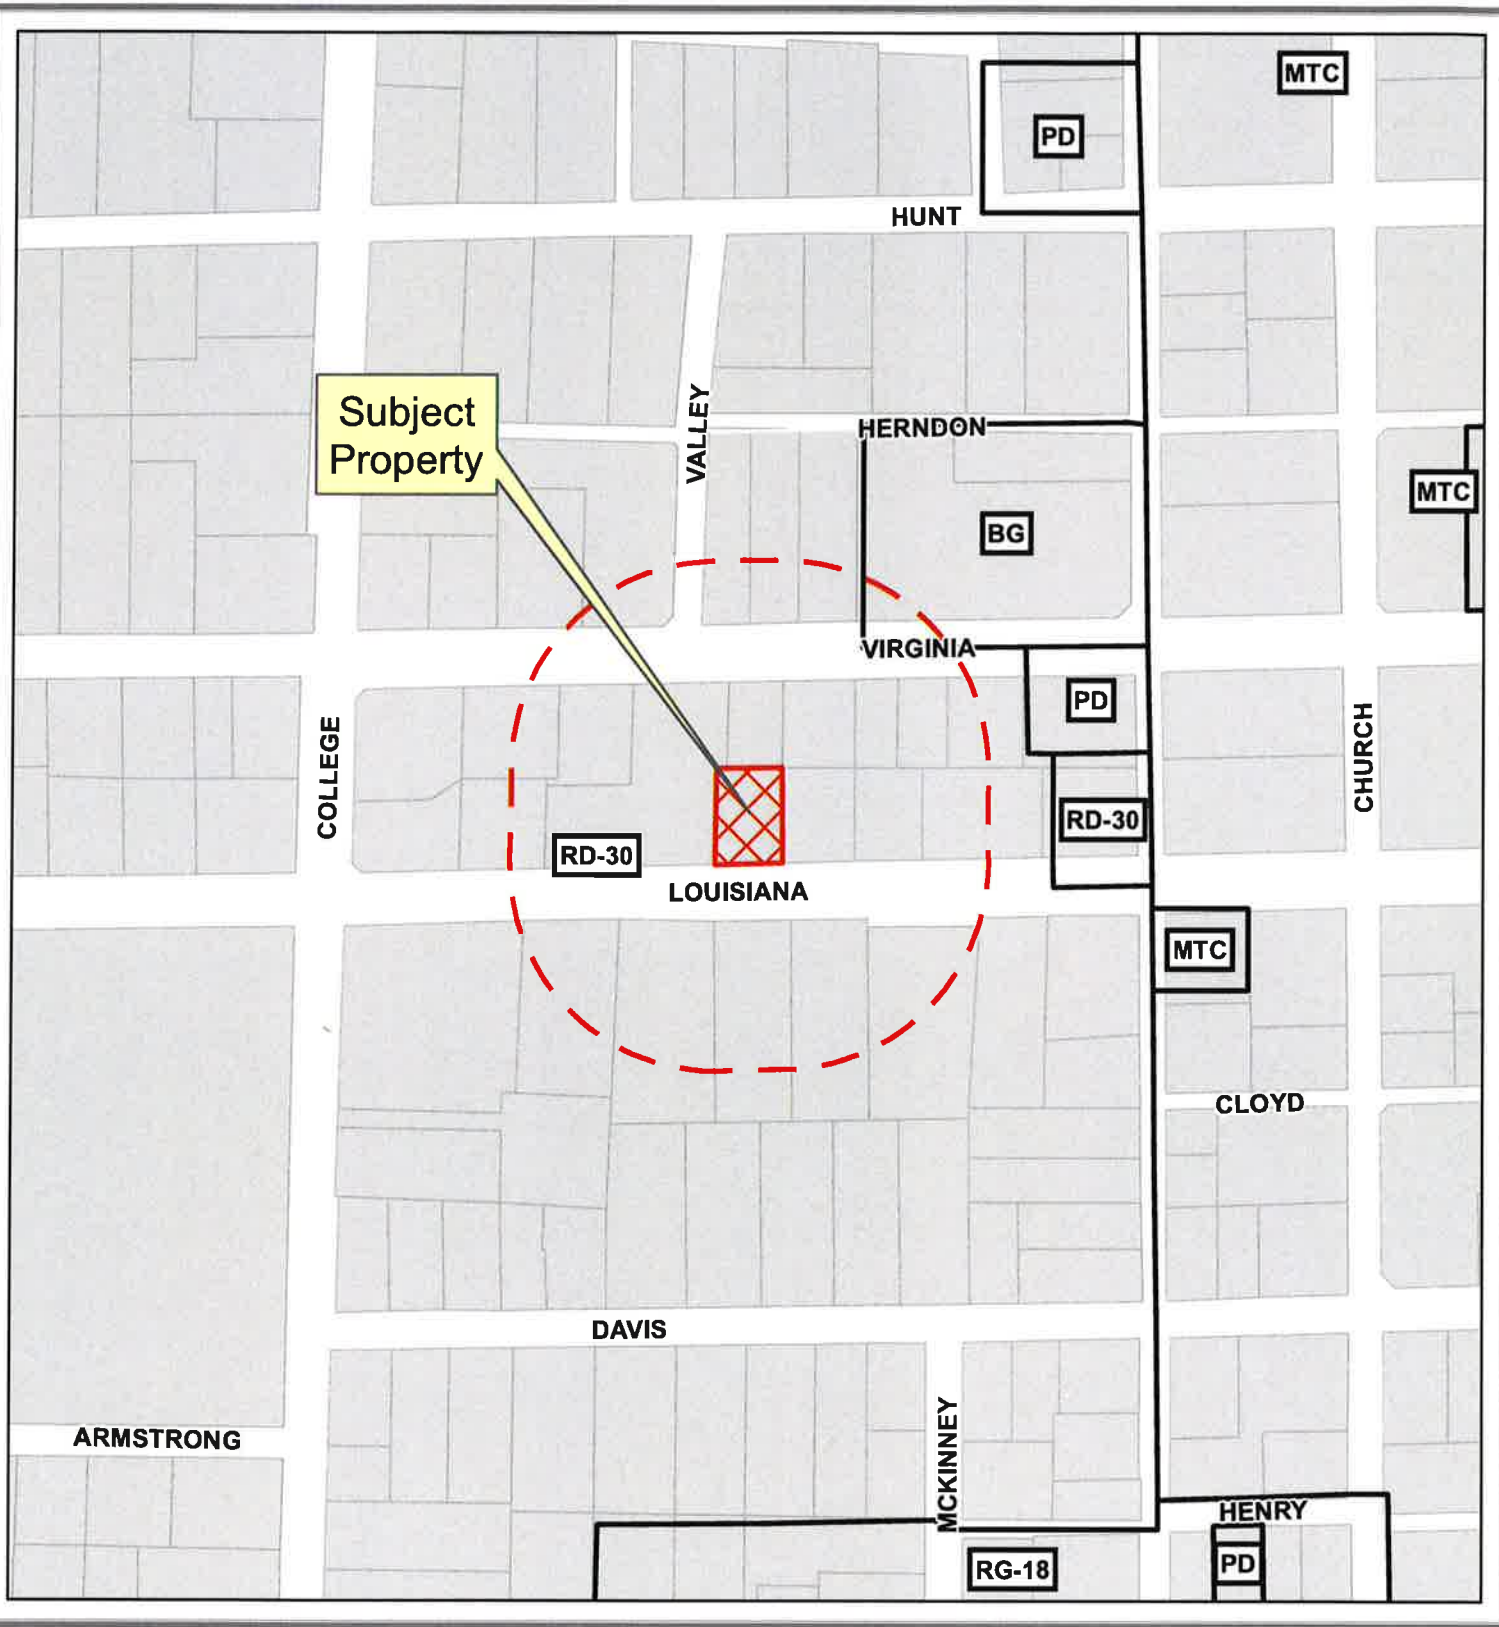 MTC
PD
HUNT
Subject
Property
VALLEY
HERNDON
MTC
BG
VIRGINIA
PD
COLLEGE
CHURCH
RD-30
RD-30
LOUISIANA
MTC
CLOYD
DAVIS
ARMSTRONG
MCKINNEY
HENRY
PD
RG-18